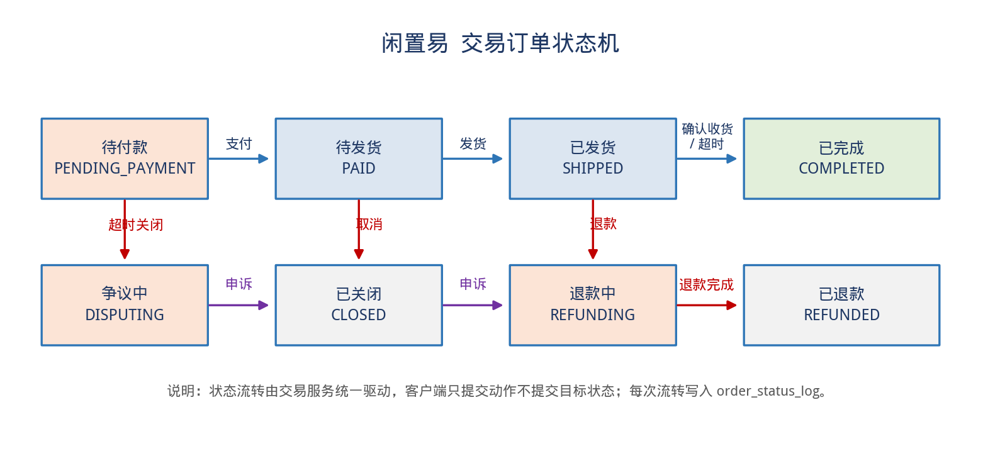 闲置易 交易订单状态机
待付款
PENDING_PAYMENT
支付
待发货
PAID
发货
已发货
SHIPPED
确认收货
/ 超时
已完成
COMPLETED
超时关闭
取消
退款
争议中
DISPUTING
申诉
已关闭
CLOSED
申诉
退款中
REFUNDING
退款完成
已退款
REFUNDED
说明：状态流转由交易服务统一驱动，客户端只提交动作不提交目标状态；每次流转写入 order_status_log。